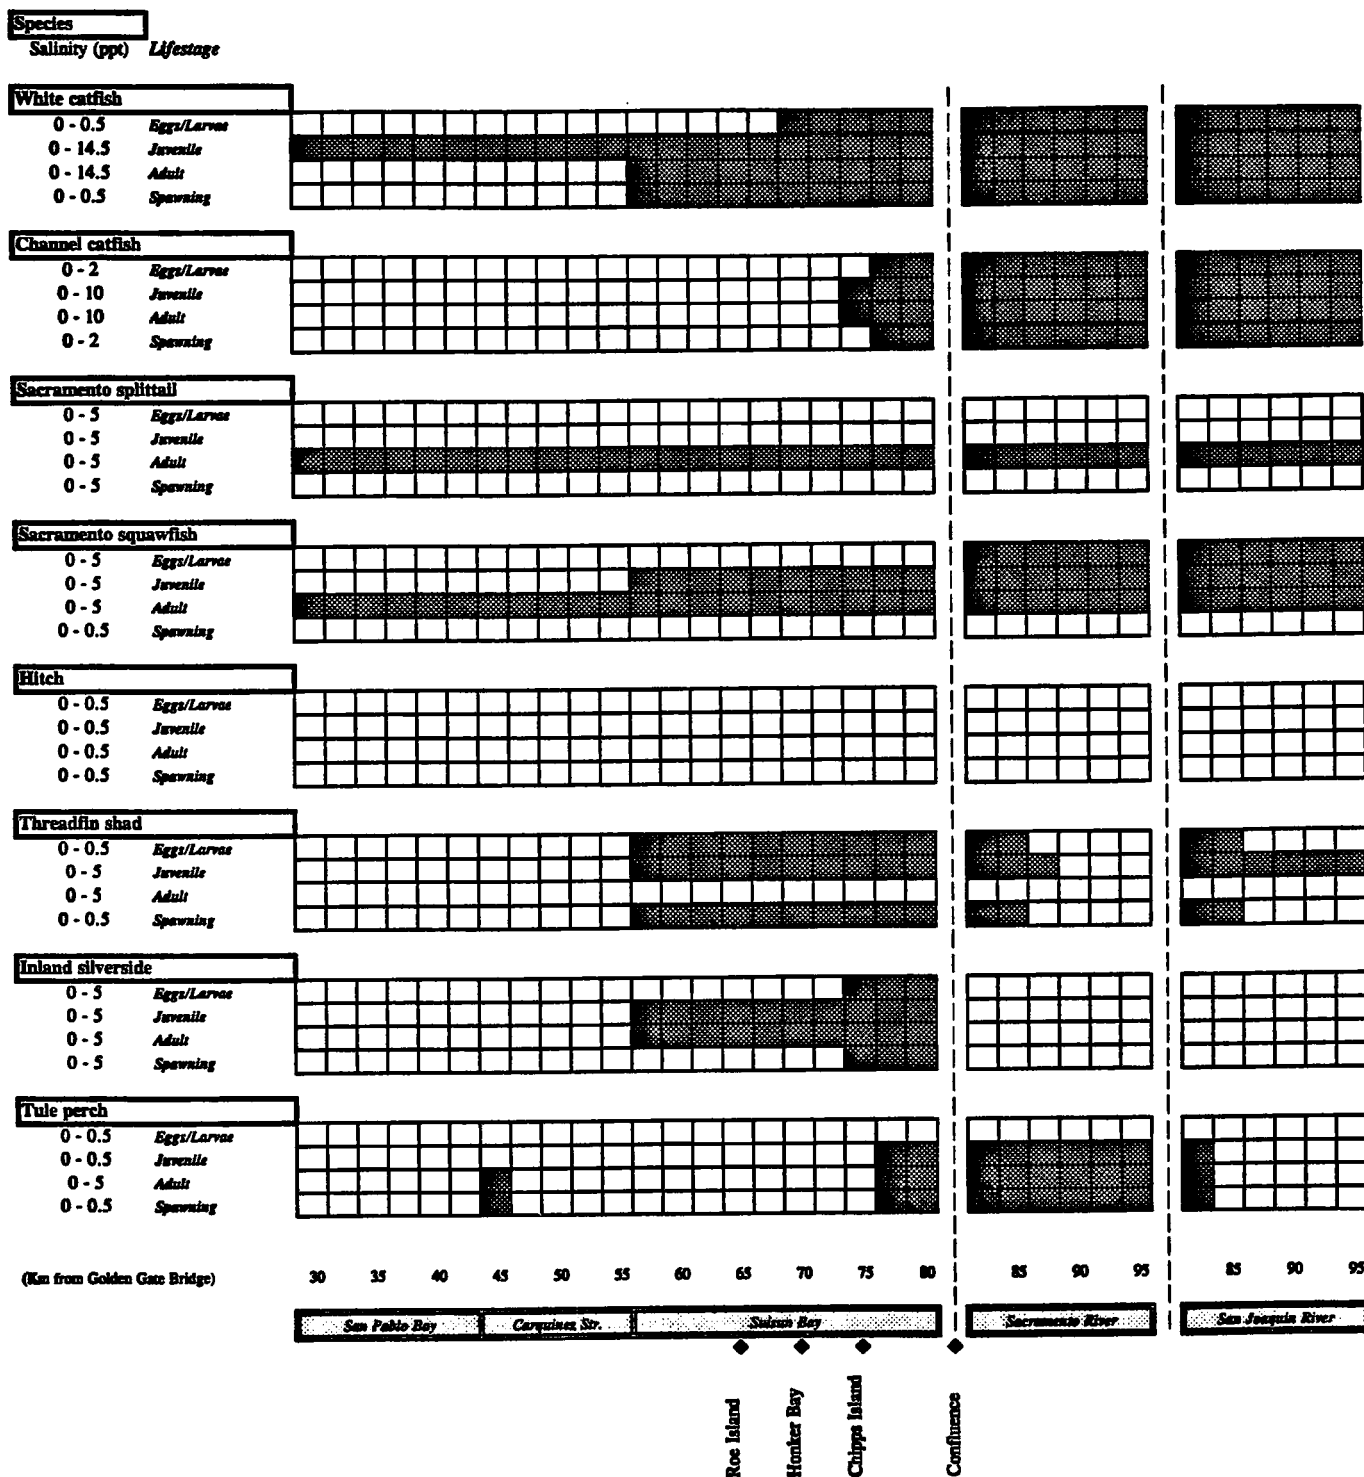 Species
Salinity (ppt) Lifestage
White catfish
0 - 0.5 Eggs/Larvae
0 - 14.5 Juvenile
0 - 14.5 Adult
0 - 0.5 Spawning
Channel catfish
0 - 2 Eggs/Larvae
0 - 10 Juvenile
0 - 10 Adult
0 - 2 Spawning
Sacramento splittail
0 - 5 Eggs/Larvae
0 - 5 Juvenile
0 - 5 Adult
0 - 5 Spawning
Sacramento squawfish
0 - 5 Eggs/Larvae
0 - 5 Juvenile
0 - 5 Adult
0 - 0.5 Spawning
Hitch
0 - 0.5 Eggs/Larvae
0 - 0.5 Juvenile
0 - 0.5 Adult
0 - 0.5 Spawning
Threadfin shad
0 - 0.5 Eggs/Larvae
0 - 5 Juvenile
0 - 5 Adult
0 - 0.5 Spawning
Inland silverside
0 - 5 Eggs/Larvae
0 - 5 Juvenile
0 - 5 Adult
0 - 5 Spawning
Tule perch
0 - 0.5 Eggs/Larvae
0 - 0.5 Juvenile
0 - 5 Adult
0 - 0.5 Spawning
(Km from Golden Gate Bridge) 30 35 40 45 50 55 60 65 70 75 80 85 90 95 85 90 95
San Pablo Bay Carquinez Str. Suisun Bay Sacramento River San Joaquin River
Roe Island
Honker Bay
Chipps Island
Confluence